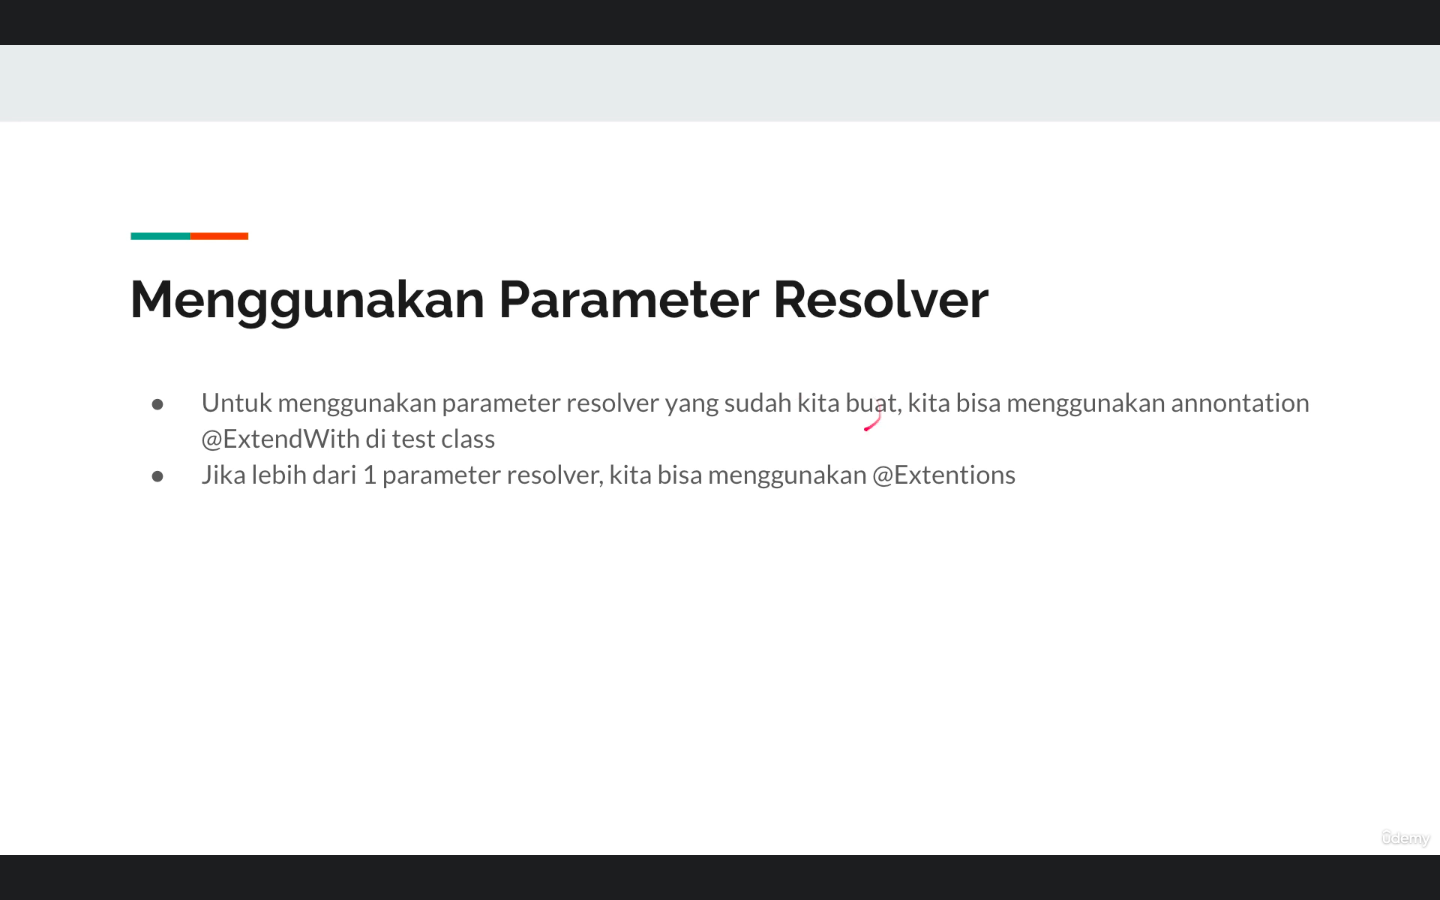 Menggunakan Parameter Resolver
● Untuk menggunakan parameter resolver yang sudah kita buat, kita bisa menggunakan annontation
@ExtendWith di test class
● Jika lebih dari 1 parameter resolver, kita bisa menggunakan @Extentions
ûdemy